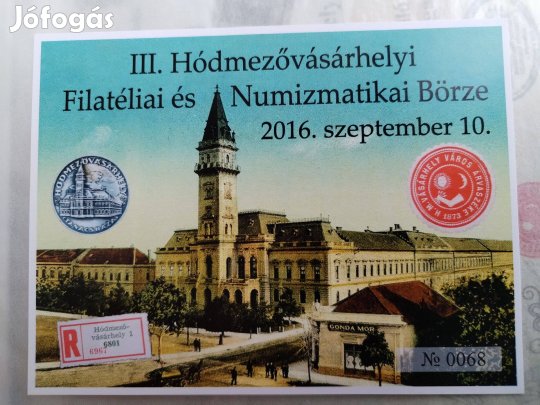 Jófogás
III. Hódmezővásárhelyi
Filatéliai és Numizmatikai Börze
2016. szeptember 10.
HÓDMEZŐVÁSÁRHELY
H.M.VÁSÁRHELY VÁROS ÁRVASZÉKE
1873
R
Hódmező-
vásárhely 1
6801
6967
GONDA MÓR
№ 0068